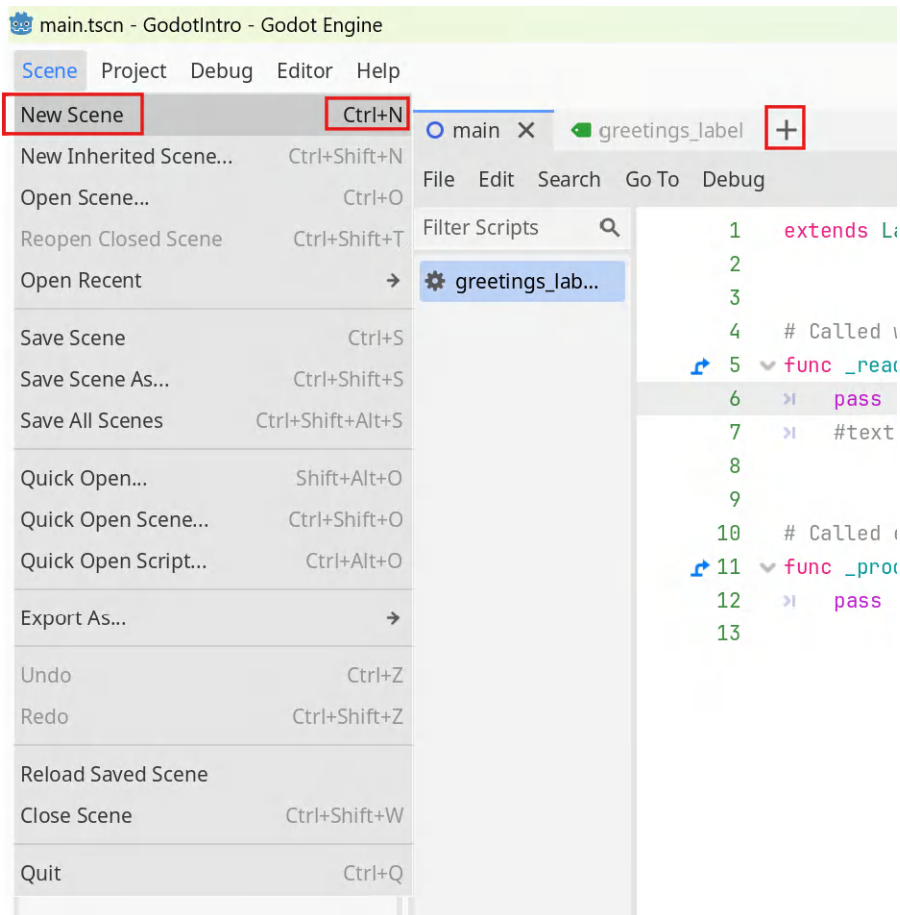 main.tscn - GodotIntro - Godot Engine
Scene Project Debug Editor Help
New Scene Ctrl+N
New Inherited Scene... Ctrl+Shift+N
Open Scene... Ctrl+O
Reopen Closed Scene Ctrl+Shift+T
Open Recent
Save Scene Ctrl+S
Save Scene As... Ctrl+Shift+S
Save All Scenes Ctrl+Shift+Alt+S
Quick Open... Shift+Alt+O
Quick Open Scene... Ctrl+Shift+O
Quick Open Script... Ctrl+Alt+O
Export As...
Undo Ctrl+Z
Redo Ctrl+Shift+Z
Reload Saved Scene
Close Scene Ctrl+Shift+W
Quit Ctrl+Q
main greetings_label
File Edit Search Go To Debug
Filter Scripts
greetings_lab...
1 extends La
2
3
4 # Called w
5 func _read
6 pass
7 #text
8
9
10 # Called e
11 func _proc
12 pass
13